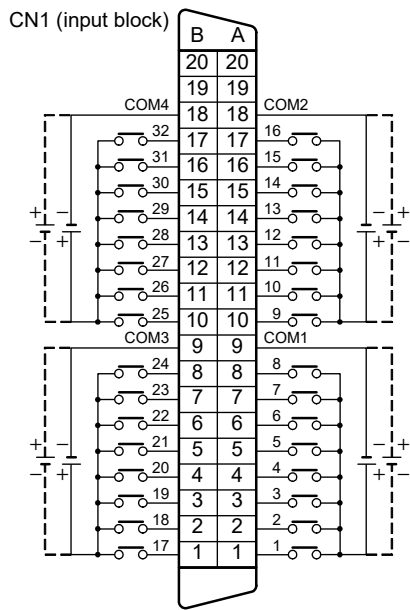 CN1 (input block)
B A
20 20
19 19
COM4 18 18 COM2
32 17 17 16
31 16 16 15
30 15 15 14
29 14 14 13
+ − − +
28 13 13 12
− + + −
27 12 12 11
26 11 11 10
25 10 10 9
COM3 9 9 COM1
24 8 8 8
23 7 7 7
22 6 6 6
21 5 5 5
+ − − +
20 4 4 4
− + + −
19 3 3 3
18 2 2 2
17 1 1 1